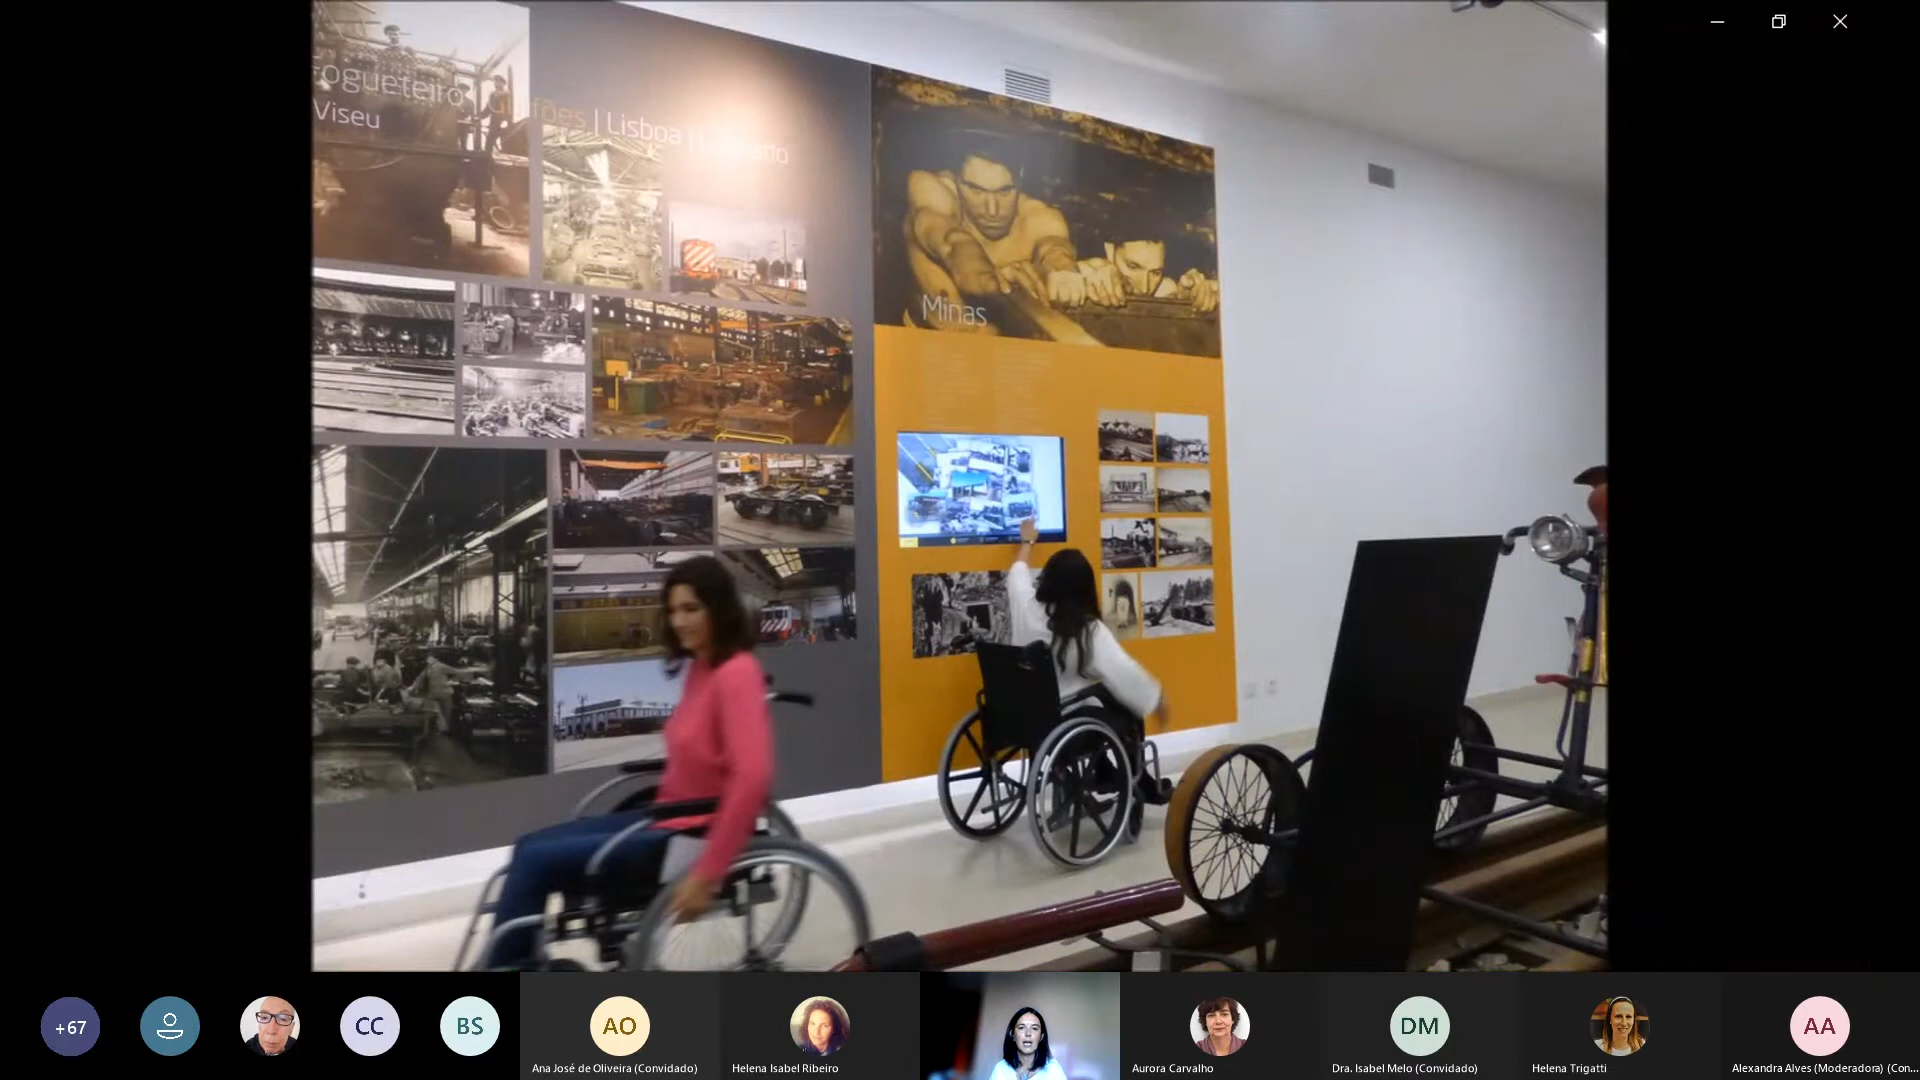 Viseu
| Lisboa |
Minas
+67
CC
BS
AO
Ana José de Oliveira (Convidado)
Helena Isabel Ribeiro
Aurora Carvalho
DM
Dra. Isabel Melo (Convidado)
Helena Trigatti
AA
Alexandra Alves (Moderadora) (Con...